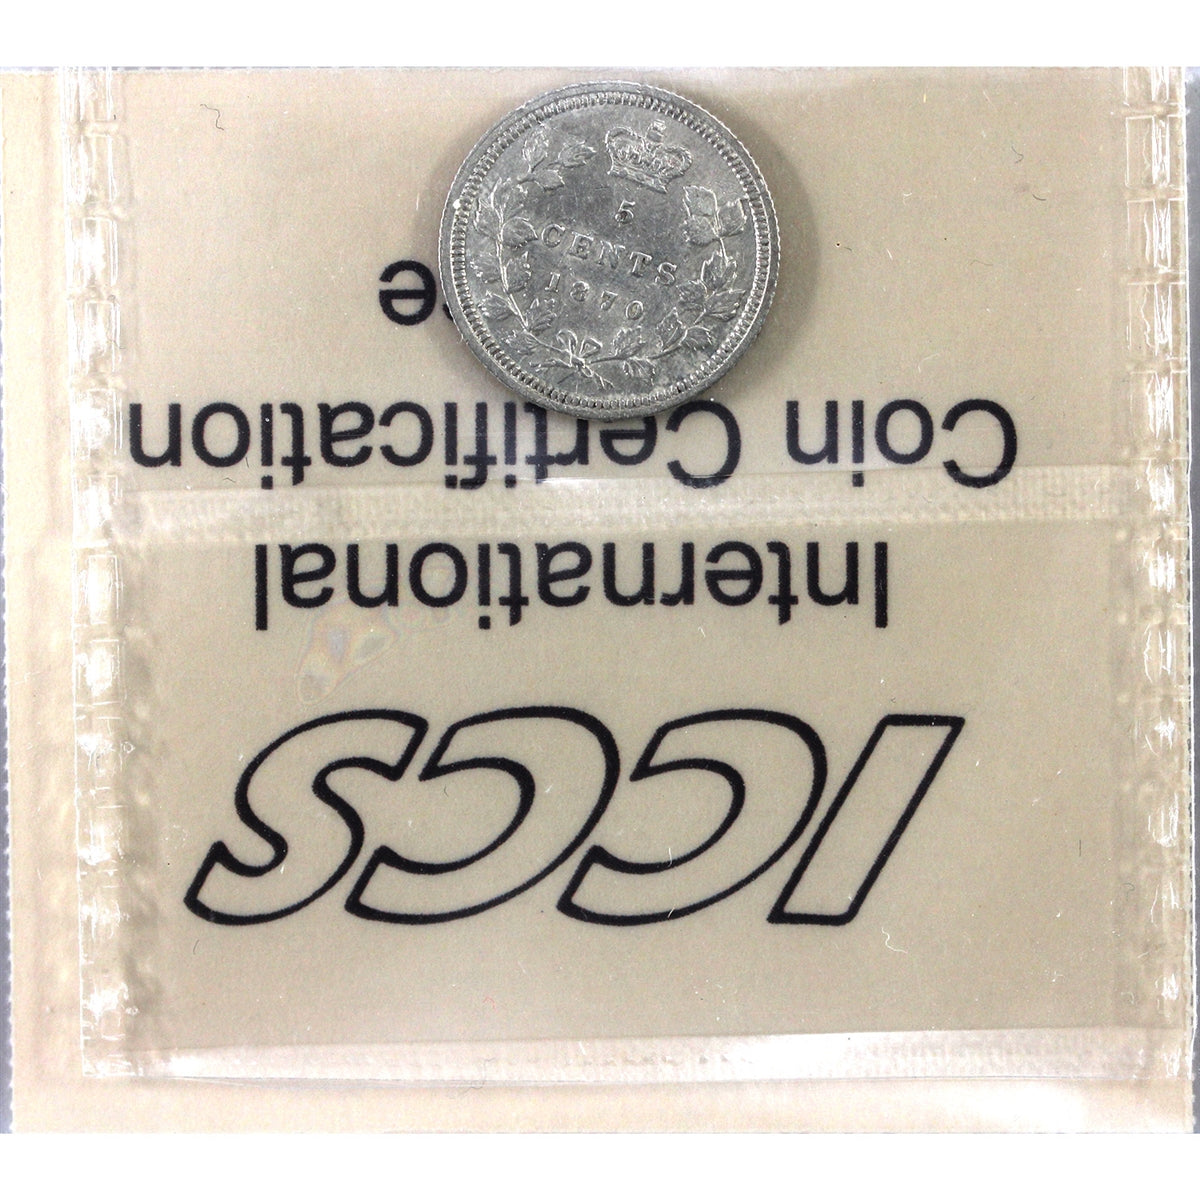 5
CENTS
1870
ICCS
International
Coin Certification